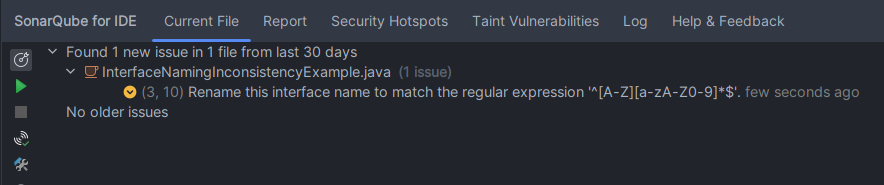 SonarQube for IDE Current File Report Security Hotspots Taint Vulnerabilities Log Help & Feedback
Found 1 new issue in 1 file from last 30 days
InterfaceNamingInconsistencyExample.java (1 issue)
(3, 10) Rename this interface name to match the regular expression '^[A-Z][a-zA-Z0-9]*$'. few seconds ago
No older issues